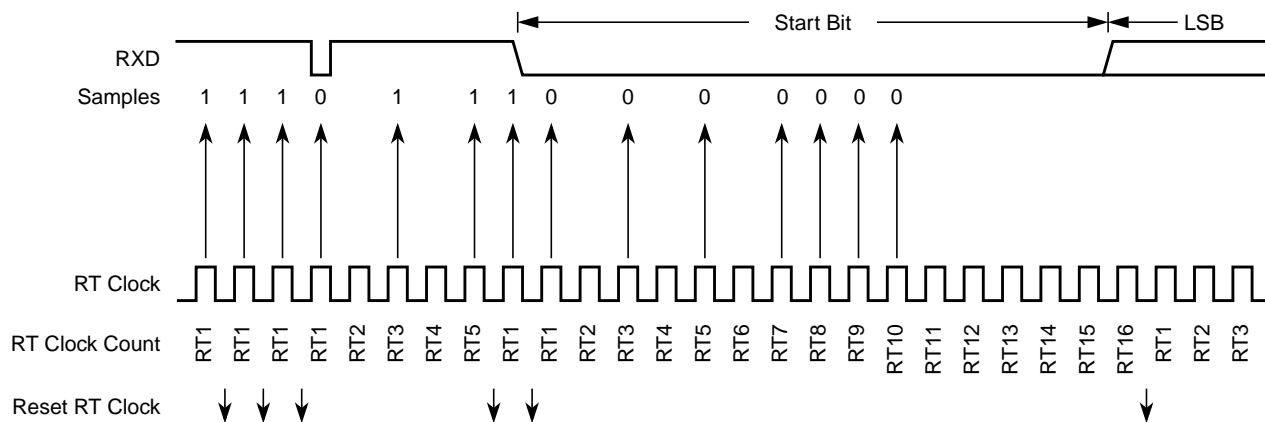 Start Bit LSB
RXD
Samples 1 1 1 0 1 1 1 0 0 0 0 0 0 0
RT Clock
RT Clock Count RT1 RT1 RT1 RT1 RT2 RT3 RT4 RT5 RT1 RT1 RT2 RT3 RT4 RT5 RT6 RT7 RT8 RT9 RT10 RT11 RT12 RT13 RT14 RT15 RT16 RT1 RT2 RT3
Reset RT Clock